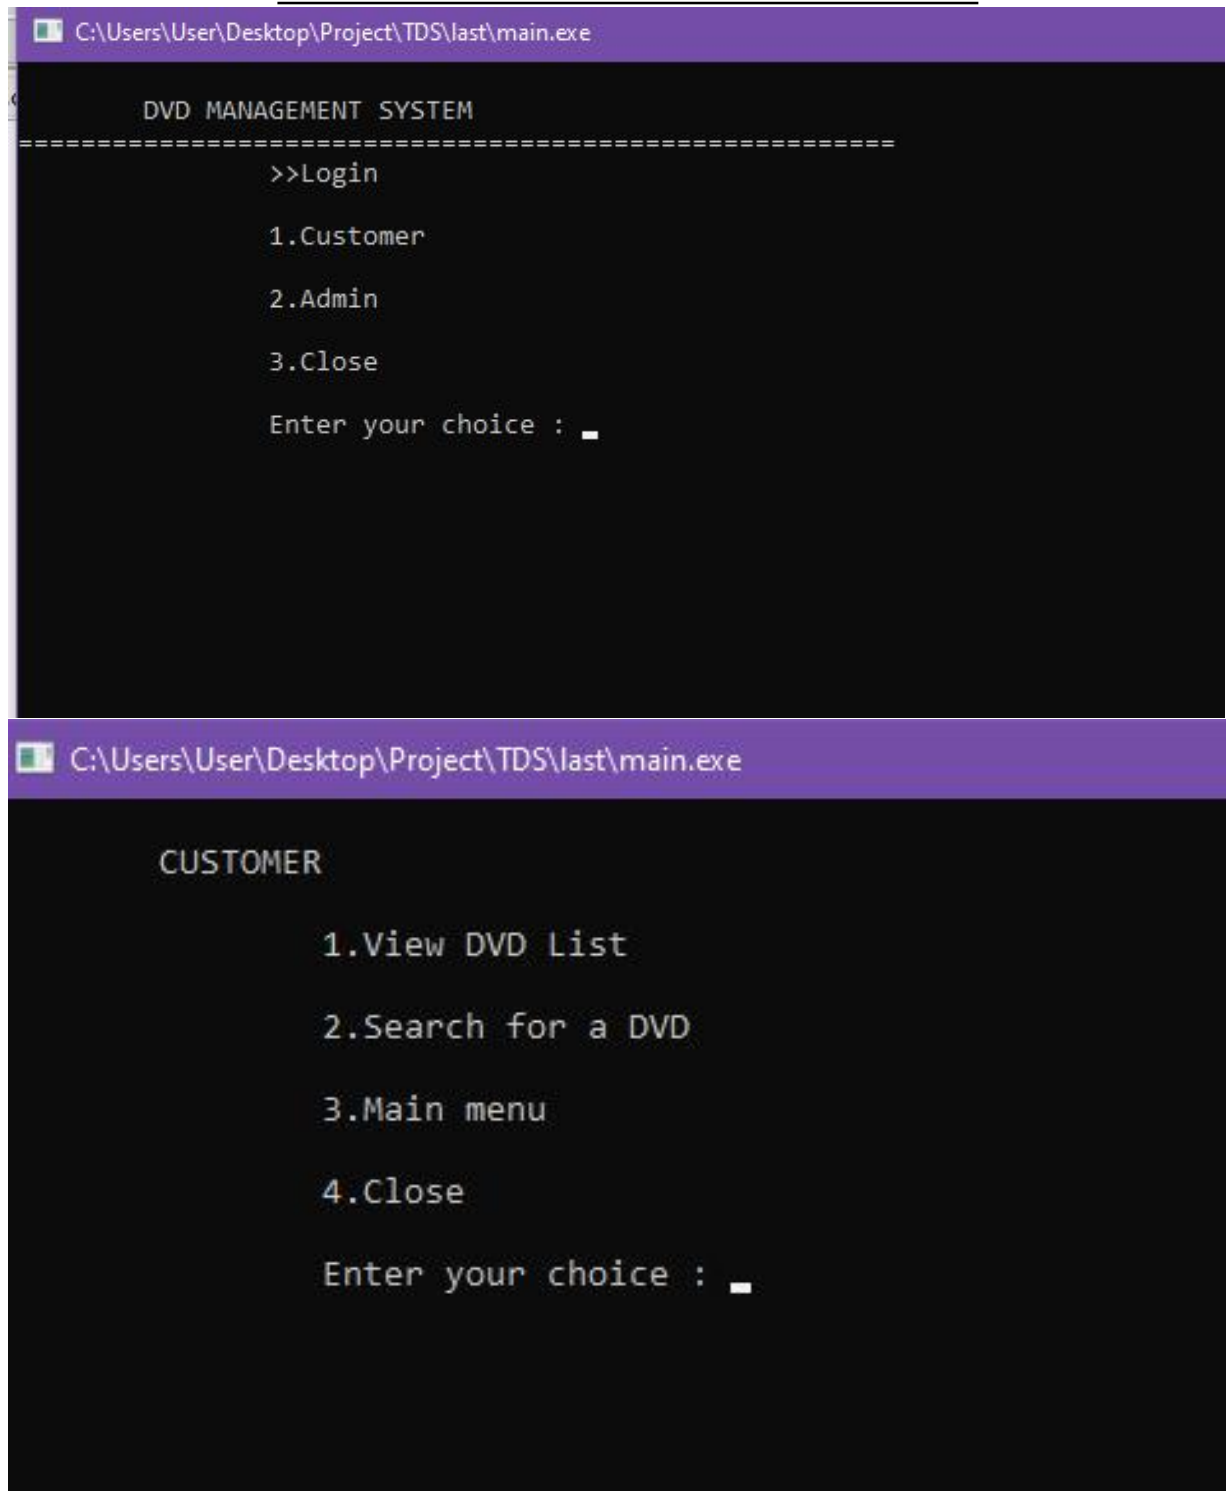 C:\Users\User\Desktop\Project\TDS\last\main.exe
DVD MANAGEMENT SYSTEM
========================================================
>>Login
1.Customer
2.Admin
3.Close
Enter your choice :
C:\Users\User\Desktop\Project\TDS\last\main.exe
CUSTOMER
1.View DVD List
2.Search for a DVD
3.Main menu
4.Close
Enter your choice :